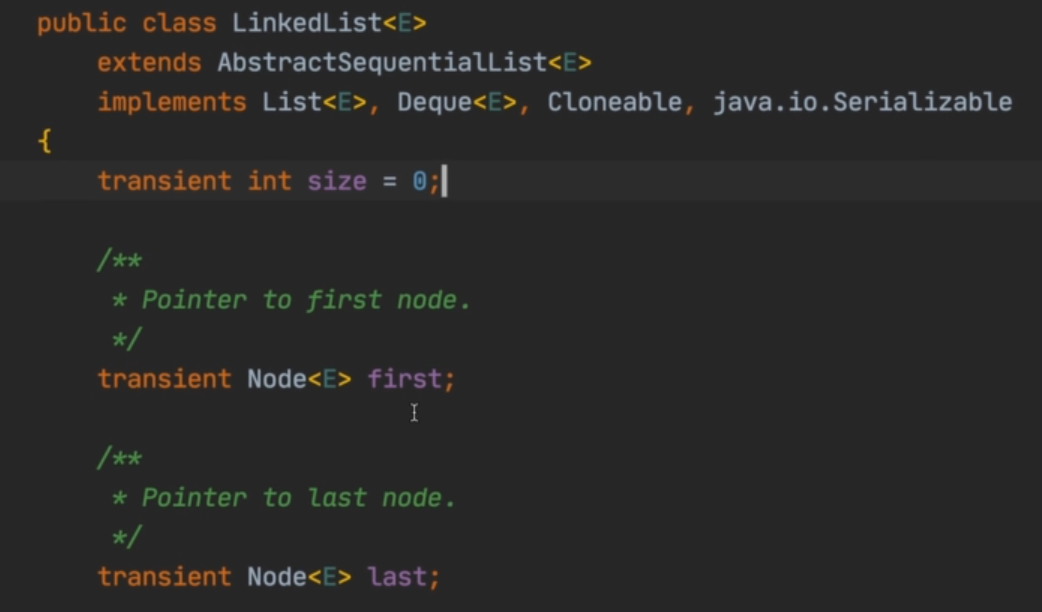 public class LinkedList<E>
extends AbstractSequentialList<E>
implements List<E>, Deque<E>, Cloneable, java.io.Serializable
{
transient int size = 0;
/**
* Pointer to first node.
*/
transient Node<E> first;
/**
* Pointer to last node.
*/
transient Node<E> last;